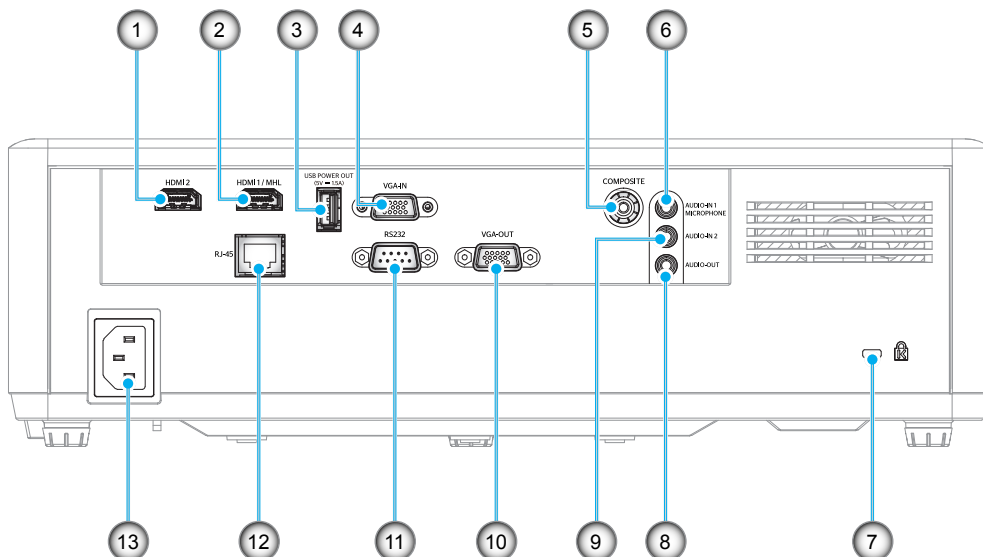 1
2
3
4
5
6
HDMI 2
HDMI 1 / MHL
USB POWER OUT
(5V ⎓ 1.5A)
VGA-IN
COMPOSITE
AUDIO-IN 1
MICROPHONE
AUDIO-IN 2
AUDIO-OUT
RJ-45
RS232
VGA-OUT
K
13
12
11
10
9
8
7